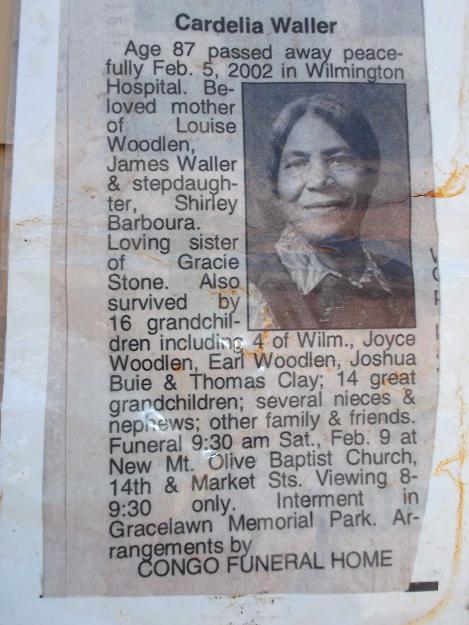 Cardelia Waller
Age 87 passed away peace-
fully Feb. 5, 2002 in Wilmington
Hospital. Be-
loved mother
of Louise
Woodlen,
James Waller
& stepdaugh-
ter, Shirley
Barboura.
Loving sister
of Gracie
Stone. Also
survived by
16 grandchil-
dren including 4 of Wilm., Joyce
Woodlen, Earl Woodlen, Joshua
Buie & Thomas Clay; 14 great
grandchildren; several nieces &
nephews; other family & friends.
Funeral 9:30 am Sat., Feb. 9 at
New Mt. Olive Baptist Church,
14th & Market Sts. Viewing 8-
9:30 only. Interment in
Gracelawn Memorial Park. Ar-
rangements by
CONGO FUNERAL HOME